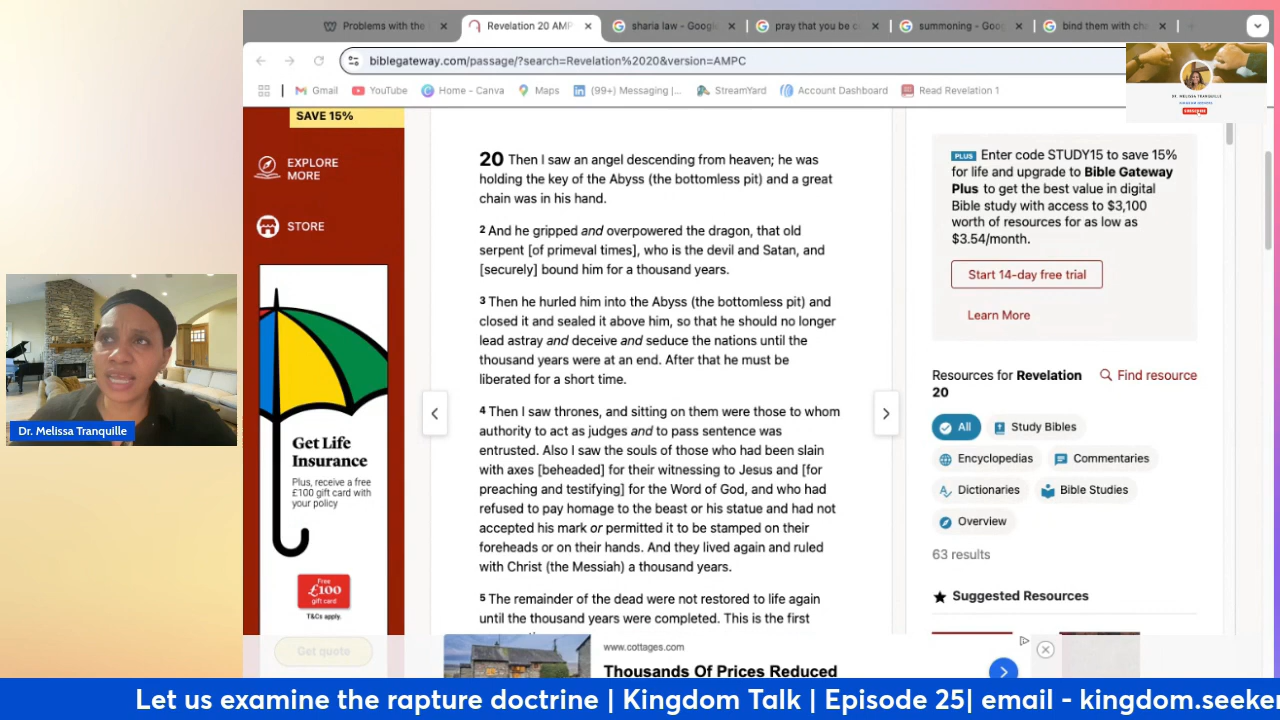 Problems with the r
Revelation 20 AMP
sharia law - Google
pray that you be c
summoning - Goog
bind them with cha
biblegateway.com/passage/?search=Revelation%2020&version=AMPC
Gmail
YouTube
Home - Canva
Maps
(99+) Messaging |...
StreamYard
Account Dashboard
Read Revelation 1
DR. MELISSA TRANQUILLE
SAVE 15%
EXPLORE
MORE
STORE
Get Life
Insurance
Plus, receive a free
£100 gift card with
your policy
Free
£100
gift card
T&Cs apply.
Get quote
Dr. Melissa Tranquille
20 Then I saw an angel descending from heaven; he was
holding the key of the Abyss (the bottomless pit) and a great
chain was in his hand.
2 And he gripped and overpowered the dragon, that old
serpent [of primeval times], who is the devil and Satan, and
[securely] bound him for a thousand years.
3 Then he hurled him into the Abyss (the bottomless pit) and
closed it and sealed it above him, so that he should no longer
lead astray and deceive and seduce the nations until the
thousand years were at an end. After that he must be
liberated for a short time.
4 Then I saw thrones, and sitting on them were those to whom
authority to act as judges and to pass sentence was
entrusted. Also I saw the souls of those who had been slain
with axes [beheaded] for their witnessing to Jesus and [for
preaching and testifying] for the Word of God, and who had
refused to pay homage to the beast or his statue and had not
accepted his mark or permitted it to be stamped on their
foreheads or on their hands. And they lived again and ruled
with Christ (the Messiah) a thousand years.
5 The remainder of the dead were not restored to life again
until the thousand years were completed. This is the first
PLUS Enter code STUDY15 to save 15%
for life and upgrade to Bible Gateway
Plus to get the best value in digital
Bible study with access to $3,100
worth of resources for as low as
$3.54/month.
Start 14-day free trial
Learn More
Resources for Revelation
20
Find resource
All
Study Bibles
Encyclopedias
Commentaries
Dictionaries
Bible Studies
Overview
63 results
Suggested Resources
www.cottages.com
Thousands Of Prices Reduced
Let us examine the rapture doctrine | Kingdom Talk | Episode 25| email - kingdom.seeke